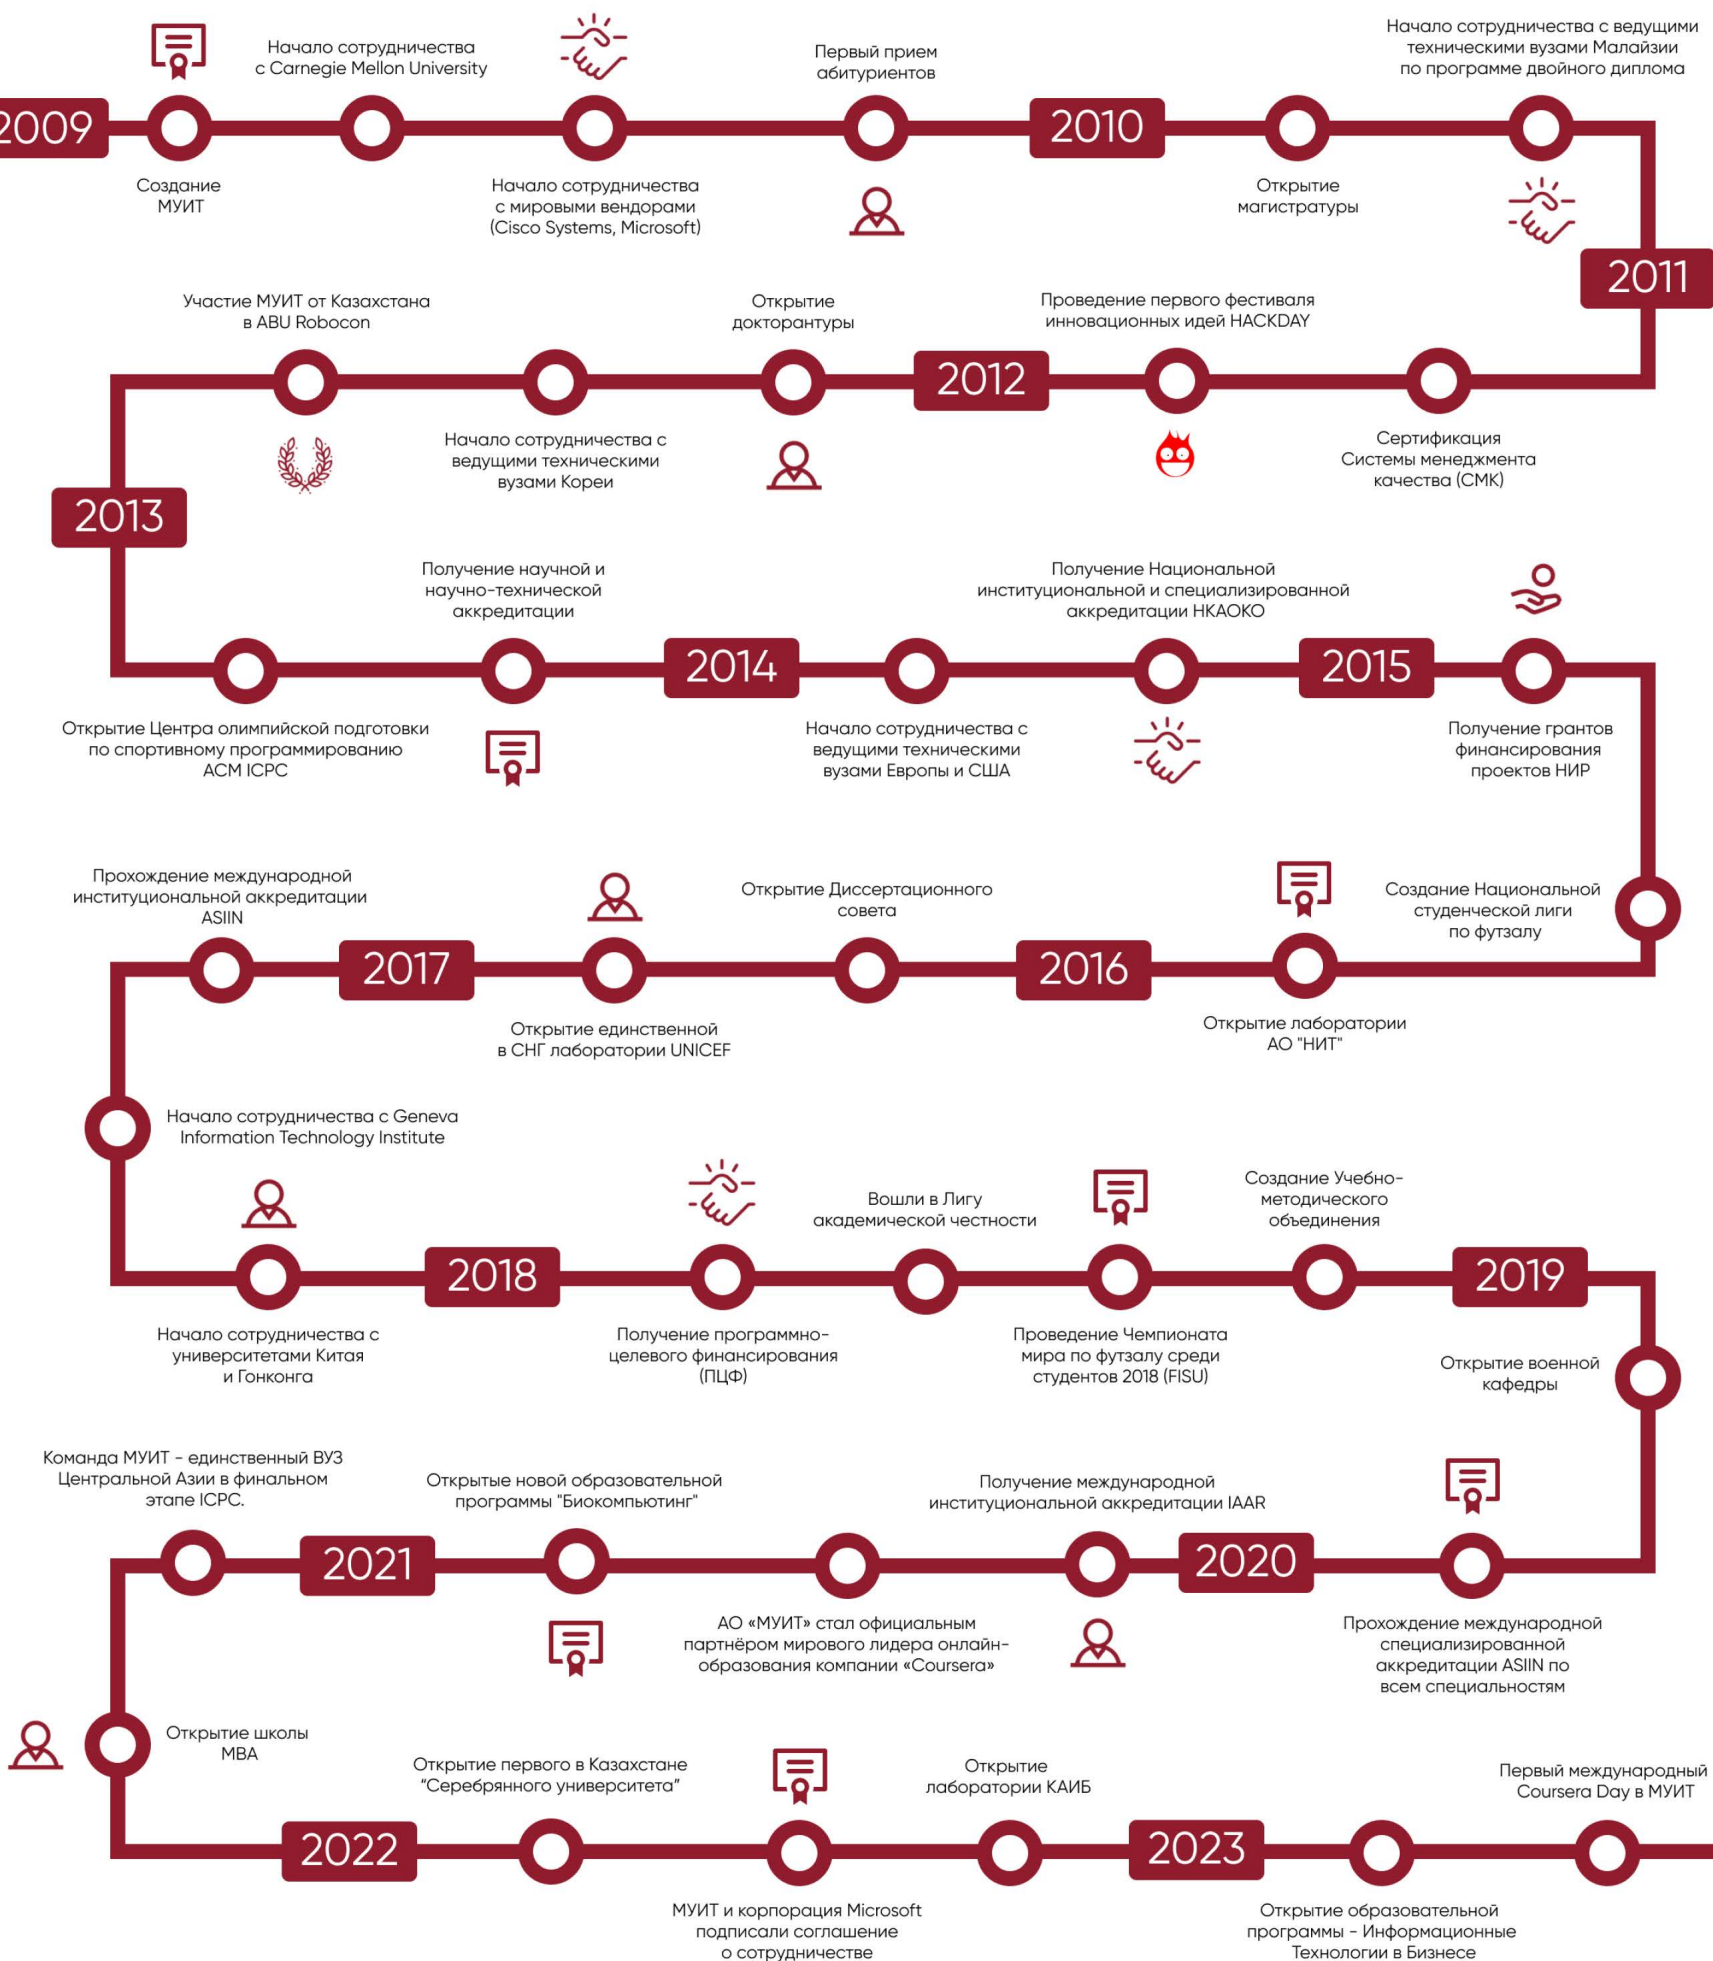 2009
Создание
МУИТ
Начало сотрудничества
с Carnegie Mellon University
Начало сотрудничества
с мировыми вендорами
(Cisco Systems, Microsoft)
Первый прием
абитуриентов
2010
Открытие
магистратуры
Начало сотрудничества с ведущими
техническими вузами Малайзии
по программе двойного диплома
2011
Сертификация
Системы менеджмента
качества (СМК)
Проведение первого фестиваля
инновационных идей HACKDAY
2012
Открытие
докторантуры
Начало сотрудничества с
ведущими техническими
вузами Кореи
Участие МУИТ от Казахстана
в ABU Robocon
2013
Открытие Центра олимпийской подготовки
по спортивному программированию
ACM ICPC
Получение научной и
научно-технической
аккредитации
2014
Начало сотрудничества с
ведущими техническими
вузами Европы и США
Получение Национальной
институциональной и специализированной
аккредитации НКАОКО
2015
Получение грантов
финансирования
проектов НИР
Создание Национальной
студенческой лиги
по футзалу
Открытие лаборатории
АО "НИТ"
2016
Открытие Диссертационного
совета
Открытие единственной
в СНГ лаборатории UNICEF
2017
Прохождение международной
институциональной аккредитации
ASIIN
Начало сотрудничества с Geneva
Information Technology Institute
Начало сотрудничества с
университетами Китая
и Гонконга
2018
Получение программно-
целевого финансирования
(ПЦФ)
Вошли в Лигу
академической честности
Проведение Чемпионата
мира по футзалу среди
студентов 2018 (FISU)
Создание Учебно-
методического
объединения
2019
Открытие военной
кафедры
Прохождение международной
специализированной
аккредитации ASIIN по
всем специальностям
2020
Получение международной
институциональной аккредитации IAAR
АО «МУИТ» стал официальным
партнёром мирового лидера онлайн-
образования компании «Coursera»
Открытые новой образовательной
программы "Биокомпьютинг"
2021
Команда МУИТ - единственный ВУЗ
Центральной Азии в финальном
этапе ICPC.
Открытие школы
МВА
2022
Открытие первого в Казахстане
“Серебрянного университета”
МУИТ и корпорация Microsoft
подписали соглашение
о сотрудничестве
Открытие
лаборатории КАИБ
2023
Открытие образовательной
программы - Информационные
Технологии в Бизнесе
Первый международный
Coursera Day в МУИТ